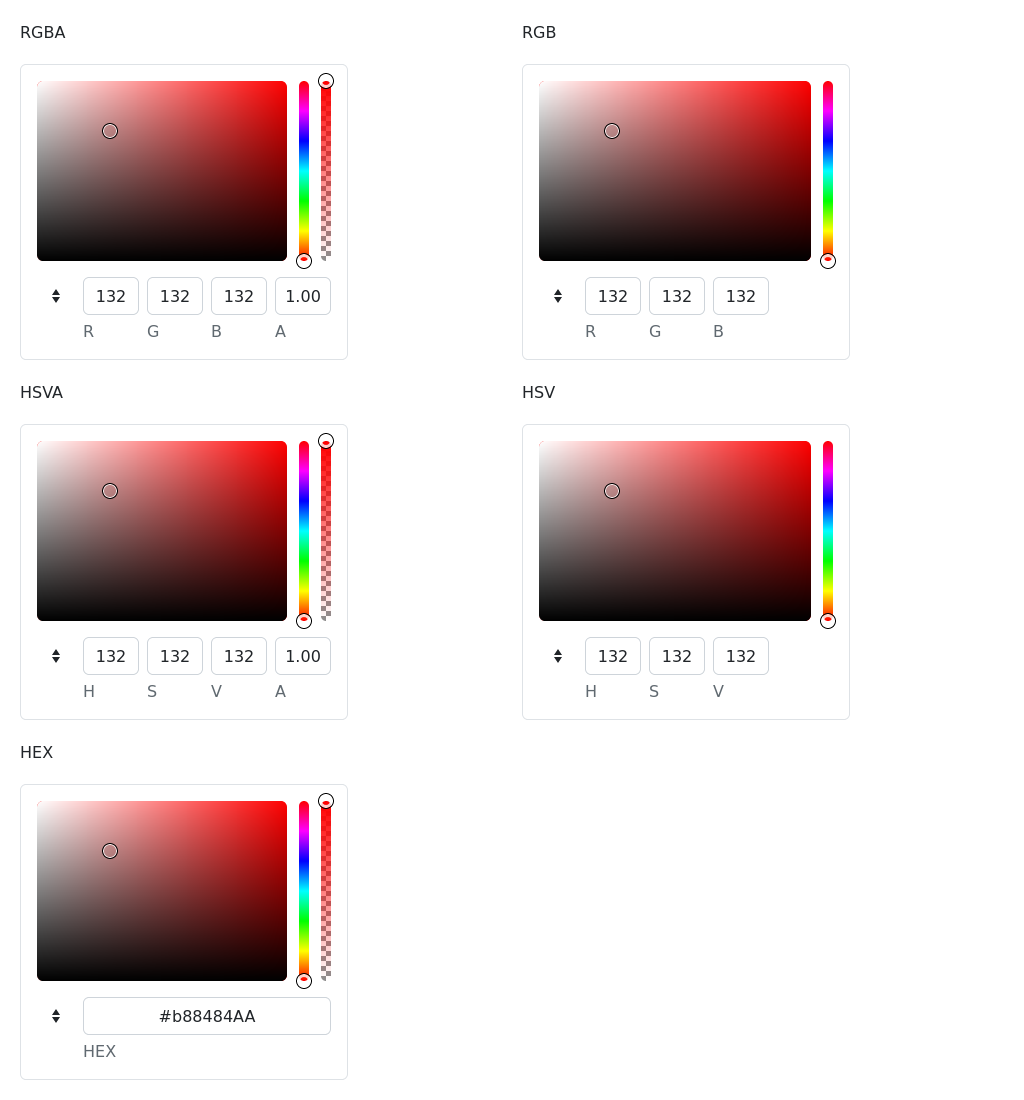 RGBA
RGB
132 132 132 1.00
R G B A
132 132 132
R G B
HSVA
HSV
132 132 132 1.00
H S V A
132 132 132
H S V
HEX
#b88484AA
HEX